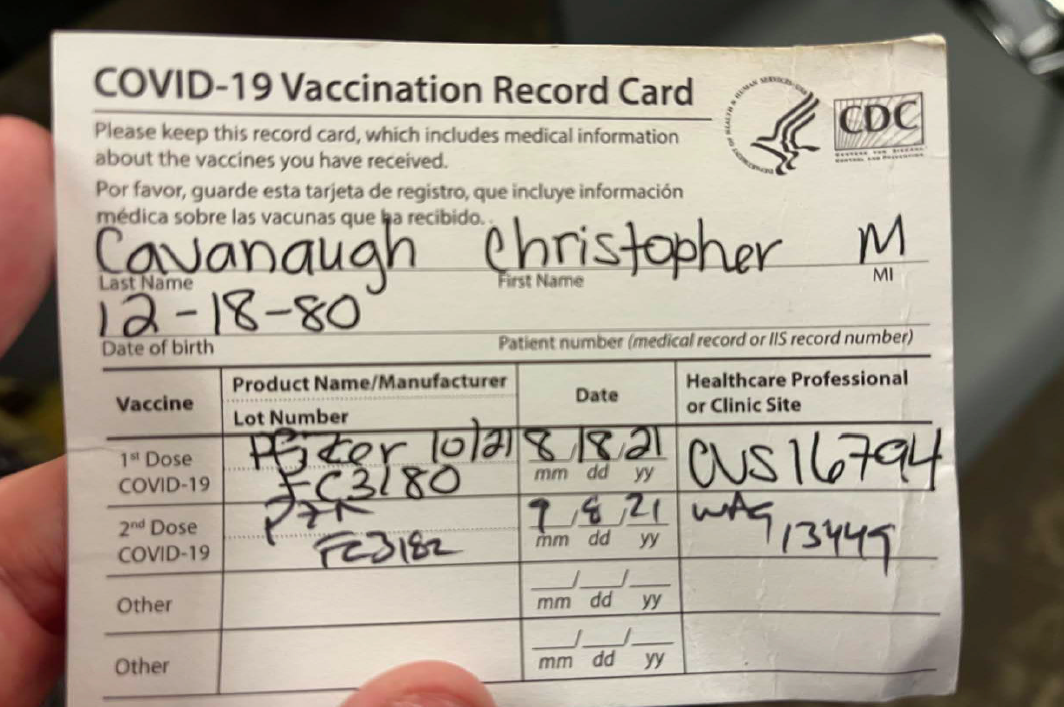 COVID-19 Vaccination Record Card
Please keep this record card, which includes medical information
about the vaccines you have received.
Por favor, guarde esta tarjeta de registro, que incluye información
médica sobre las vacunas que ha recibido.
CDC
Cavanaugh Christopher M
Last Name First Name MI
12-18-80
Date of birth Patient number (medical record or IIS record number)
Vaccine Product Name/Manufacturer Date Healthcare Professional
Lot Number or Clinic Site
1st Dose Pfizer 10/21 8/18/21 CVS 16794
COVID-19 FC3180 mm dd yy
2nd Dose 9/8/21 WAG
COVID-19 FC3182 mm dd yy 13449
Other / /
mm dd yy
Other / /
mm dd yy